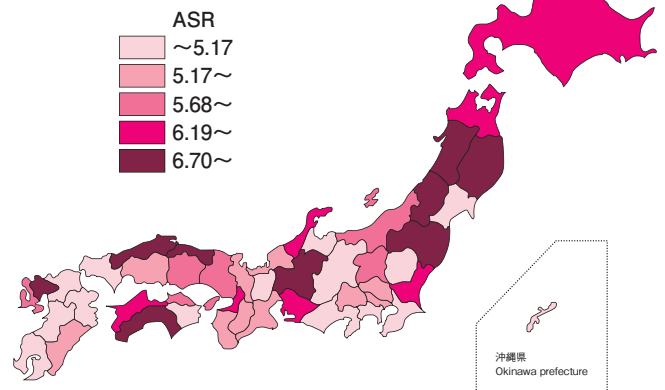 ASR
～5.17
5.17～
5.68～
6.19～
6.70～
沖縄県
Okinawa prefecture